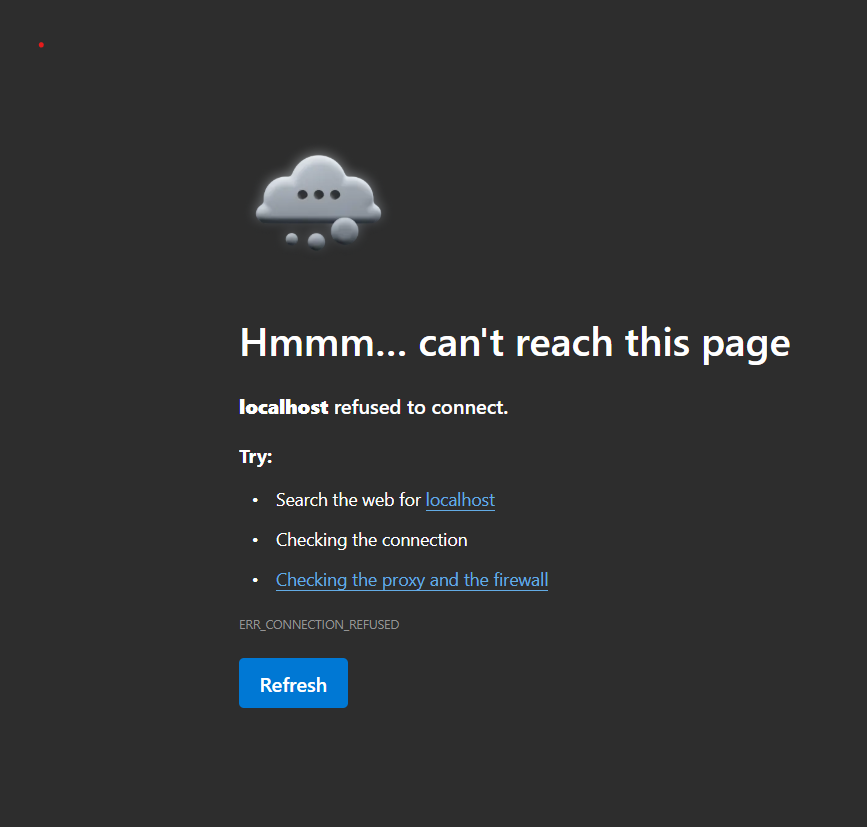 Hmmm... can't reach this page
localhost refused to connect.
Try:
• Search the web for localhost
• Checking the connection
• Checking the proxy and the firewall
ERR_CONNECTION_REFUSED
Refresh